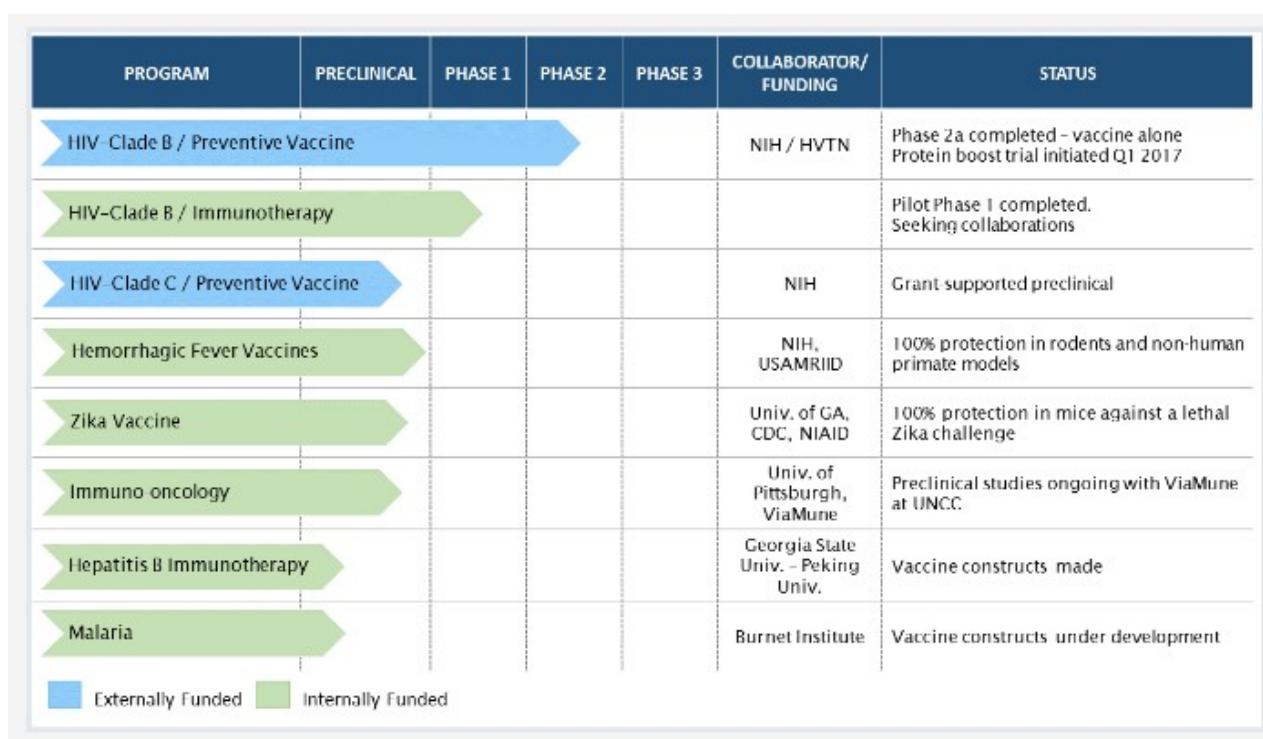 PROGRAM
PRECLINICAL
PHASE 1
PHASE 2
PHASE 3
COLLABORATOR/
FUNDING
STATUS
HIV-Clade B / Preventive Vaccine
NIH / HVTN
Phase 2a completed – vaccine alone
Protein boost trial initiated Q1 2017
HIV-Clade B / Immunotherapy
Pilot Phase 1 completed.
Seeking collaborations
HIV-Clade C / Preventive Vaccine
NIH
Grant-supported preclinical
Hemorrhagic Fever Vaccines
NIH,
USAMRIID
100% protection in rodents and non-human
primate models
Zika Vaccine
Univ. of GA,
CDC, NIAID
100% protection in mice against a lethal
Zika challenge
Immuno-oncology
Univ. of
Pittsburgh,
ViaMune
Preclinical studies ongoing with ViaMune
at UNCC
Hepatitis B Immunotherapy
Georgia State
Univ. – Peking
Univ.
Vaccine constructs made
Malaria
Burnet Institute
Vaccine constructs under development
Externally Funded
Internally Funded